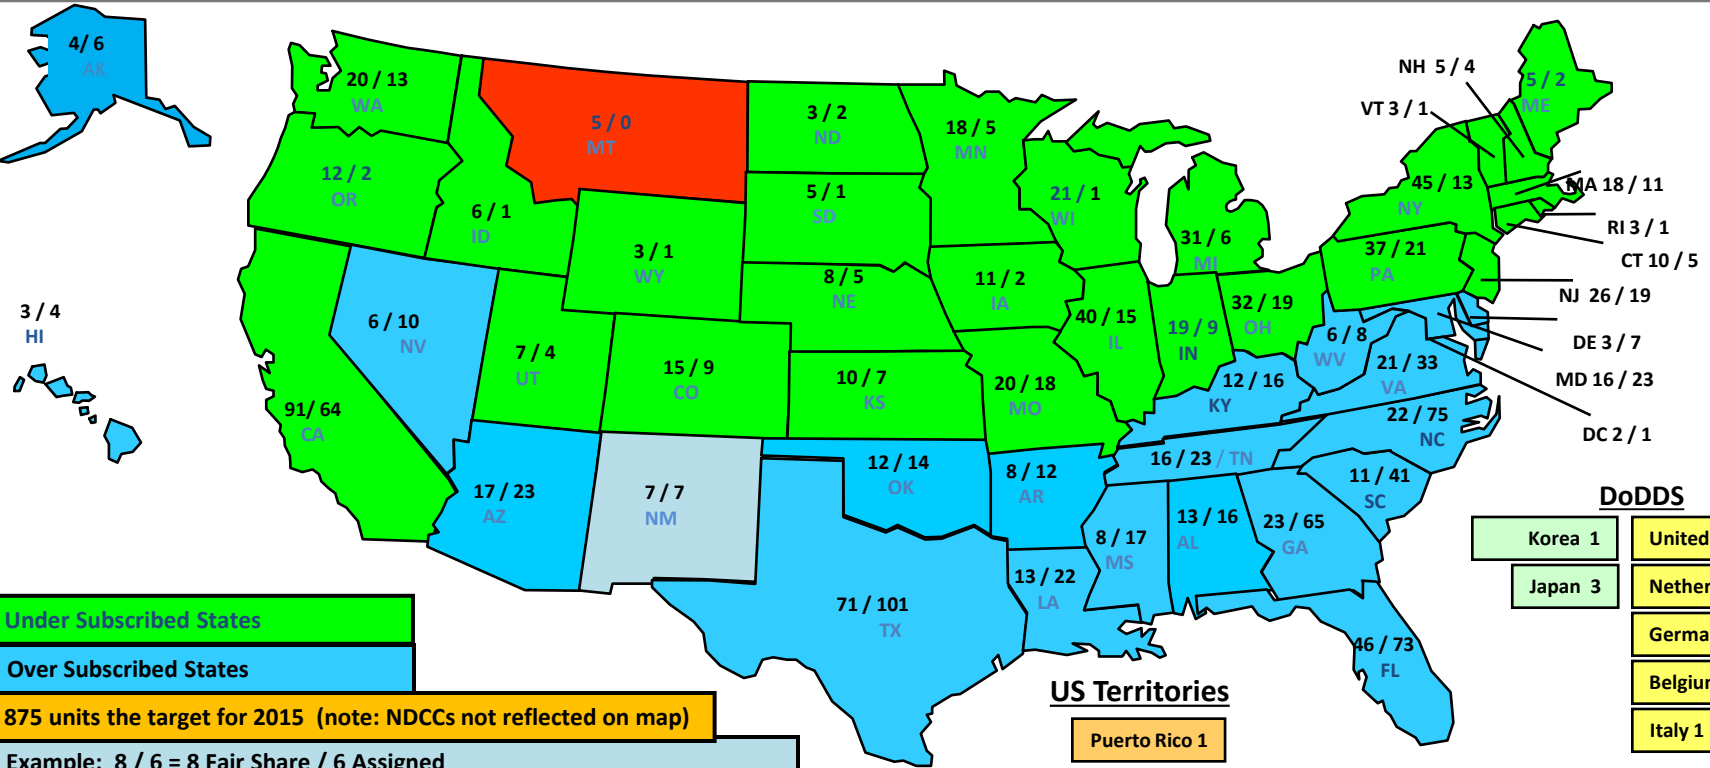 4/ 6
AK
20 / 13
WA
5 / 0
MT
3 / 2
ND
18 / 5
MN
NH 5 / 4
VT 3 / 1
5 / 2
ME
12 / 2
OR
6 / 1
ID
5 / 1
SD
21 / 1
WI
31 / 6
MI
45 / 13
NY
MA 18 / 11
RI 3 / 1
CT 10 / 5
3 / 1
WY
8 / 5
NE
11 / 2
IA
37 / 21
PA
NJ 26 / 19
3 / 4
HI
6 / 10
NV
7 / 4
UT
15 / 9
CO
10 / 7
KS
20 / 18
MO
40 / 15
IL
19 / 9
IN
32 / 19
OH
6 / 8
WV
21 / 33
VA
DE 3 / 7
MD 16 / 23
DC 2 / 1
91/ 64
CA
12 / 16
KY
22 / 75
NC
16 / 23 / TN
17 / 23
AZ
7 / 7
NM
12 / 14
OK
8 / 12
AR
11 / 41
SC
8 / 17
MS
13 / 16
AL
23 / 65
GA
13 / 22
LA
71 / 101
TX
46 / 73
FL
DoDDS
Korea 1
United
Japan 3
Nether
Germa
Belgiun
Italy 1
US Territories
Puerto Rico 1
Under Subscribed States
Over Subscribed States
875 units the target for 2015 (note: NDCCs not reflected on map)
Example: 8 / 6 = 8 Fair Share / 6 Assigned